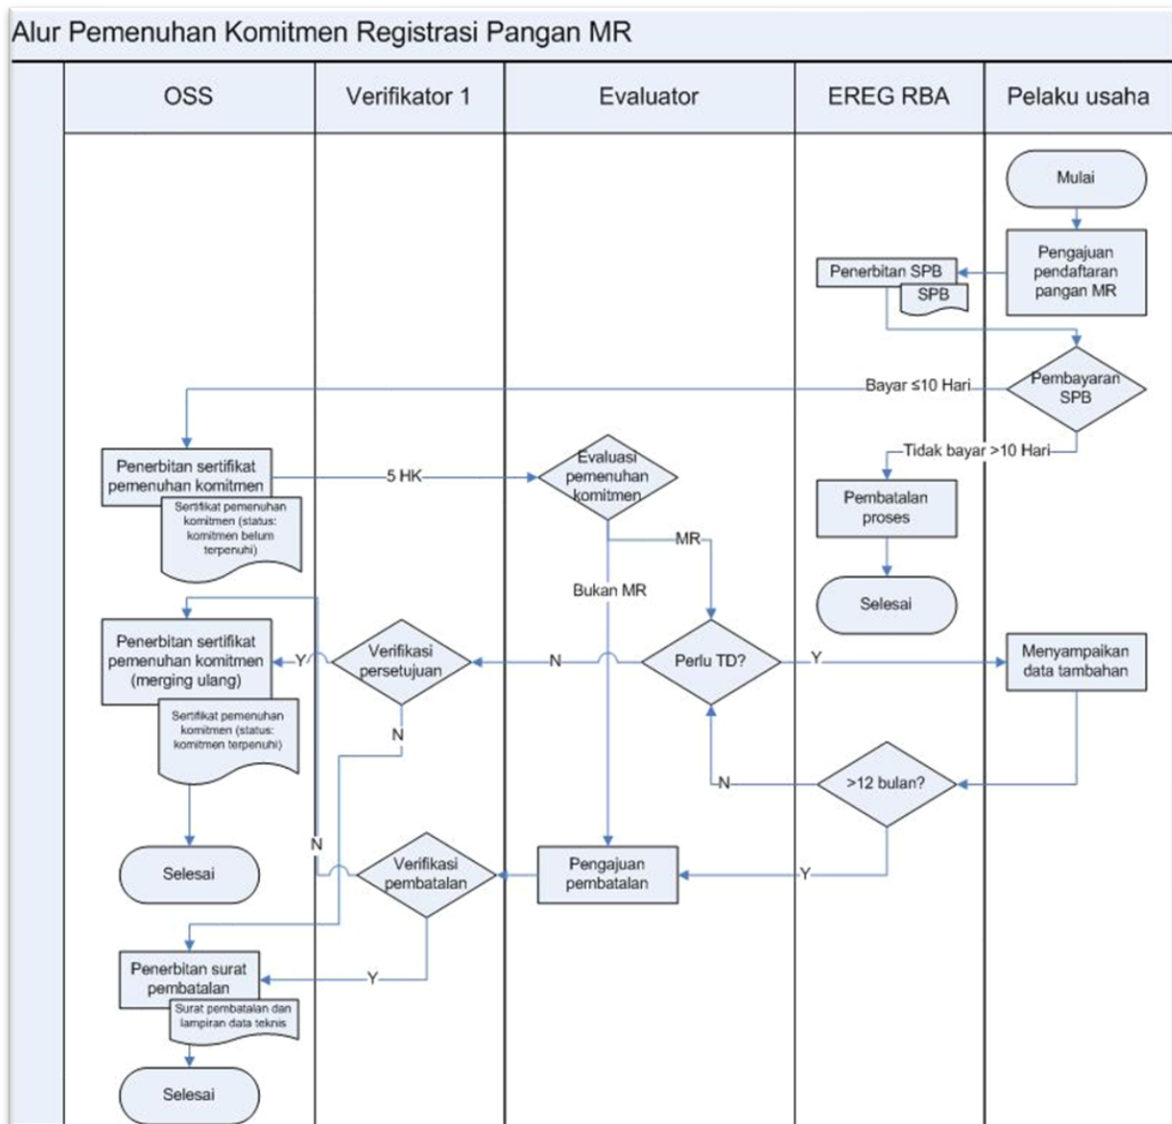 Alur Pemenuhan Komitmen Registrasi Pangan MR
OSS
Verifikator 1
Evaluator
EREG RBA
Pelaku usaha
Mulai
Pengajuan
pendaftaran
pangan MR
Penerbitan SPB
SPB
Pembayaran
SPB
Bayar ≤10 Hari
Tidak bayar >10 Hari
Penerbitan sertifikat
pemenuhan komitmen
Sertifikat pemenuhan
komitmen (status:
komitmen belum
terpenuhi)
5 HK
Evaluasi
pemenuhan
komitmen
Pembatalan
proses
Selesai
MR
Bukan MR
Penerbitan sertifikat
pemenuhan komitmen
(merging ulang)
Sertifikat pemenuhan
komitmen (status:
komitmen terpenuhi)
Y
Verifikasi
persetujuan
N
Perlu TD?
Y
Menyampaikan
data tambahan
N
N
>12 bulan?
Selesai
N
Verifikasi
pembatalan
Pengajuan
pembatalan
Y
Penerbitan surat
pembatalan
Surat pembatalan dan
lampiran data teknis
Y
Selesai